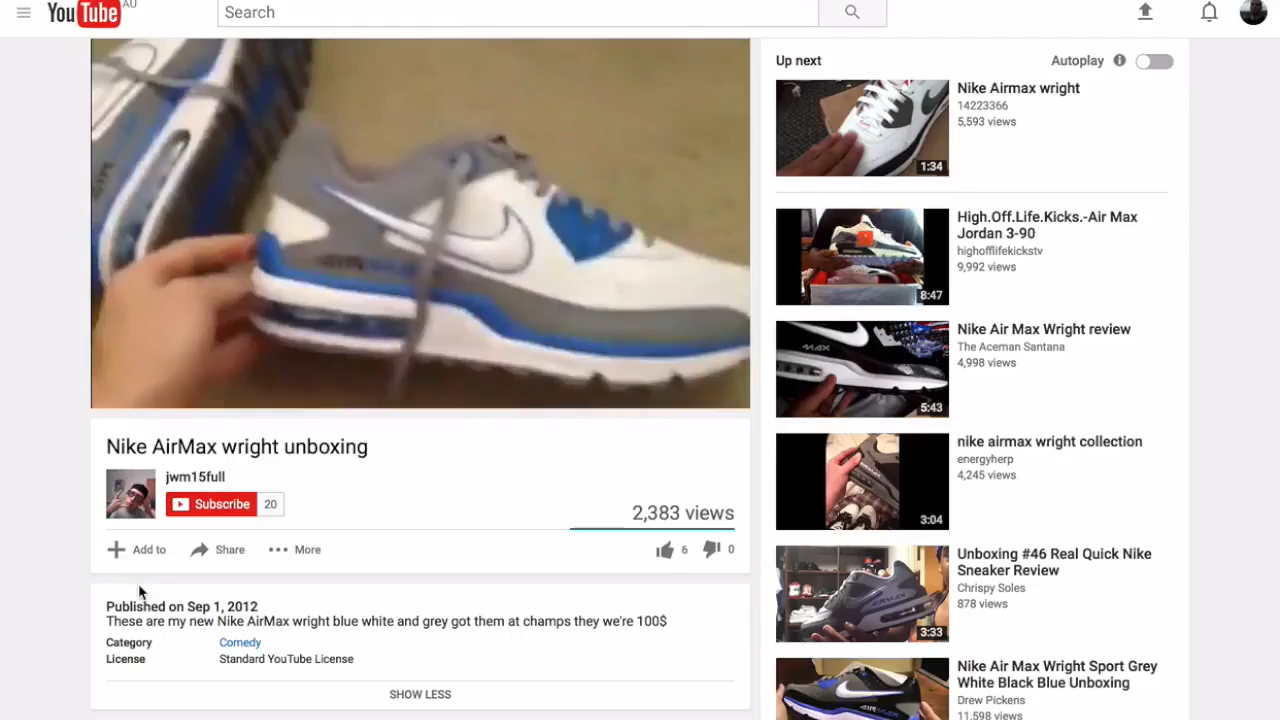 YouTube AU
Search
Up next
Autoplay
Nike Airmax wright
14223366
5,593 views
1:34
High.Off.Life.Kicks.-Air Max
Jordan 3-90
highofflifekickstv
9,992 views
8:47
Nike Air Max Wright review
The Aceman Santana
4,998 views
5:43
nike airmax wright collection
energyherp
4,245 views
3:04
Unboxing #46 Real Quick Nike
Sneaker Review
Chrispy Soles
878 views
3:33
Nike Air Max Wright Sport Grey
White Black Blue Unboxing
Drew Pickens
11,598 views
Nike AirMax wright unboxing
jwm15full
Subscribe 20
2,383 views
Add to Share More 6 0
Published on Sep 1, 2012
These are my new Nike AirMax wright blue white and grey got them at champs they we're 100$
Category Comedy
License Standard YouTube License
SHOW LESS